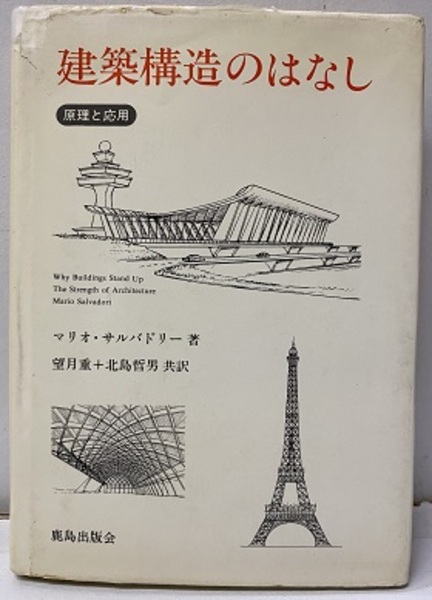 建築構造のはなし
原理と応用
Why Buildings Stand Up
The Strength of Architecture
Mario Salvadori
マリオ・サルバドリー 著
望月重＋北島哲男 共訳
鹿島出版会